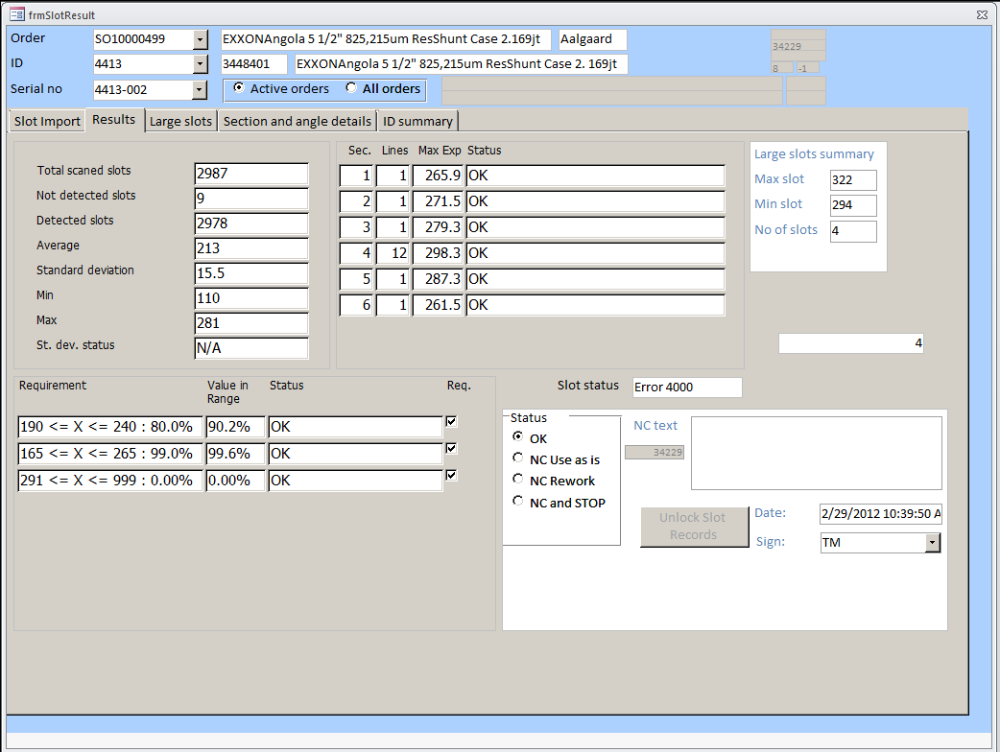 frmSlotResult
Order SO10000499 EXXONAngola 5 1/2" 825,215um ResShunt Case 2.169jt Aalgaard
34229
ID 4413 3448401 EXXONAngola 5 1/2" 825,215um ResShunt Case 2. 169jt
8 -1
Serial no 4413-002 Active orders All orders
Slot Import Results Large slots Section and angle details ID summary
Total scaned slots 2987
Not detected slots 9
Detected slots 2978
Average 213
Standard deviation 15.5
Min 110
Max 281
St. dev. status N/A
Sec. Lines Max Exp Status
1 1 265.9 OK
2 1 271.5 OK
3 1 279.3 OK
4 12 298.3 OK
5 1 287.3 OK
6 1 261.5 OK
Large slots summary
Max slot 322
Min slot 294
No of slots 4
4
Requirement Value in Range Status Req.
190 <= X <= 240 : 80.0% 90.2% OK
165 <= X <= 265 : 99.0% 99.6% OK
291 <= X <= 999 : 0.00% 0.00% OK
Slot status Error 4000
Status
OK
NC Use as is
NC Rework
NC and STOP
NC text
34229
Unlock Slot
Records
Date: 2/29/2012 10:39:50 A
Sign: TM